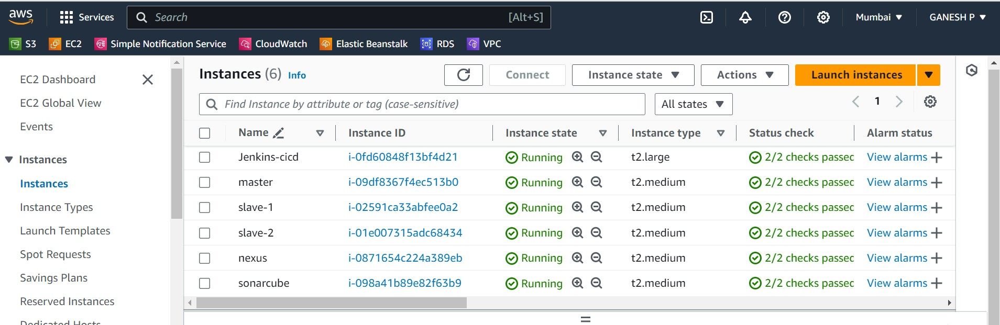 aws Services Search [Alt+S] Mumbai ▼ GANESH P ▼
S3 EC2 Simple Notification Service CloudWatch Elastic Beanstalk RDS VPC
EC2 Dashboard
EC2 Global View
Events
Instances
Instances
Instance Types
Launch Templates
Spot Requests
Savings Plans
Reserved Instances
Dedicated Hosts
Instances (6) Info Connect Instance state ▼ Actions ▼ Launch instances ▼
Find Instance by attribute or tag (case-sensitive) All states ▼ 1
Name Instance ID Instance state Instance type Status check Alarm status
Jenkins-cicd i-0fd60848f13bf4d21 Running t2.large 2/2 checks passed View alarms +
master i-09df8367f4ec513b0 Running t2.medium 2/2 checks passed View alarms +
slave-1 i-02591ca33abfee0a2 Running t2.medium 2/2 checks passed View alarms +
slave-2 i-01e007315adc68434 Running t2.medium 2/2 checks passed View alarms +
nexus i-0871654c224a389eb Running t2.medium 2/2 checks passed View alarms +
sonarcube i-098a41b89e82f63b9 Running t2.medium 2/2 checks passed View alarms +